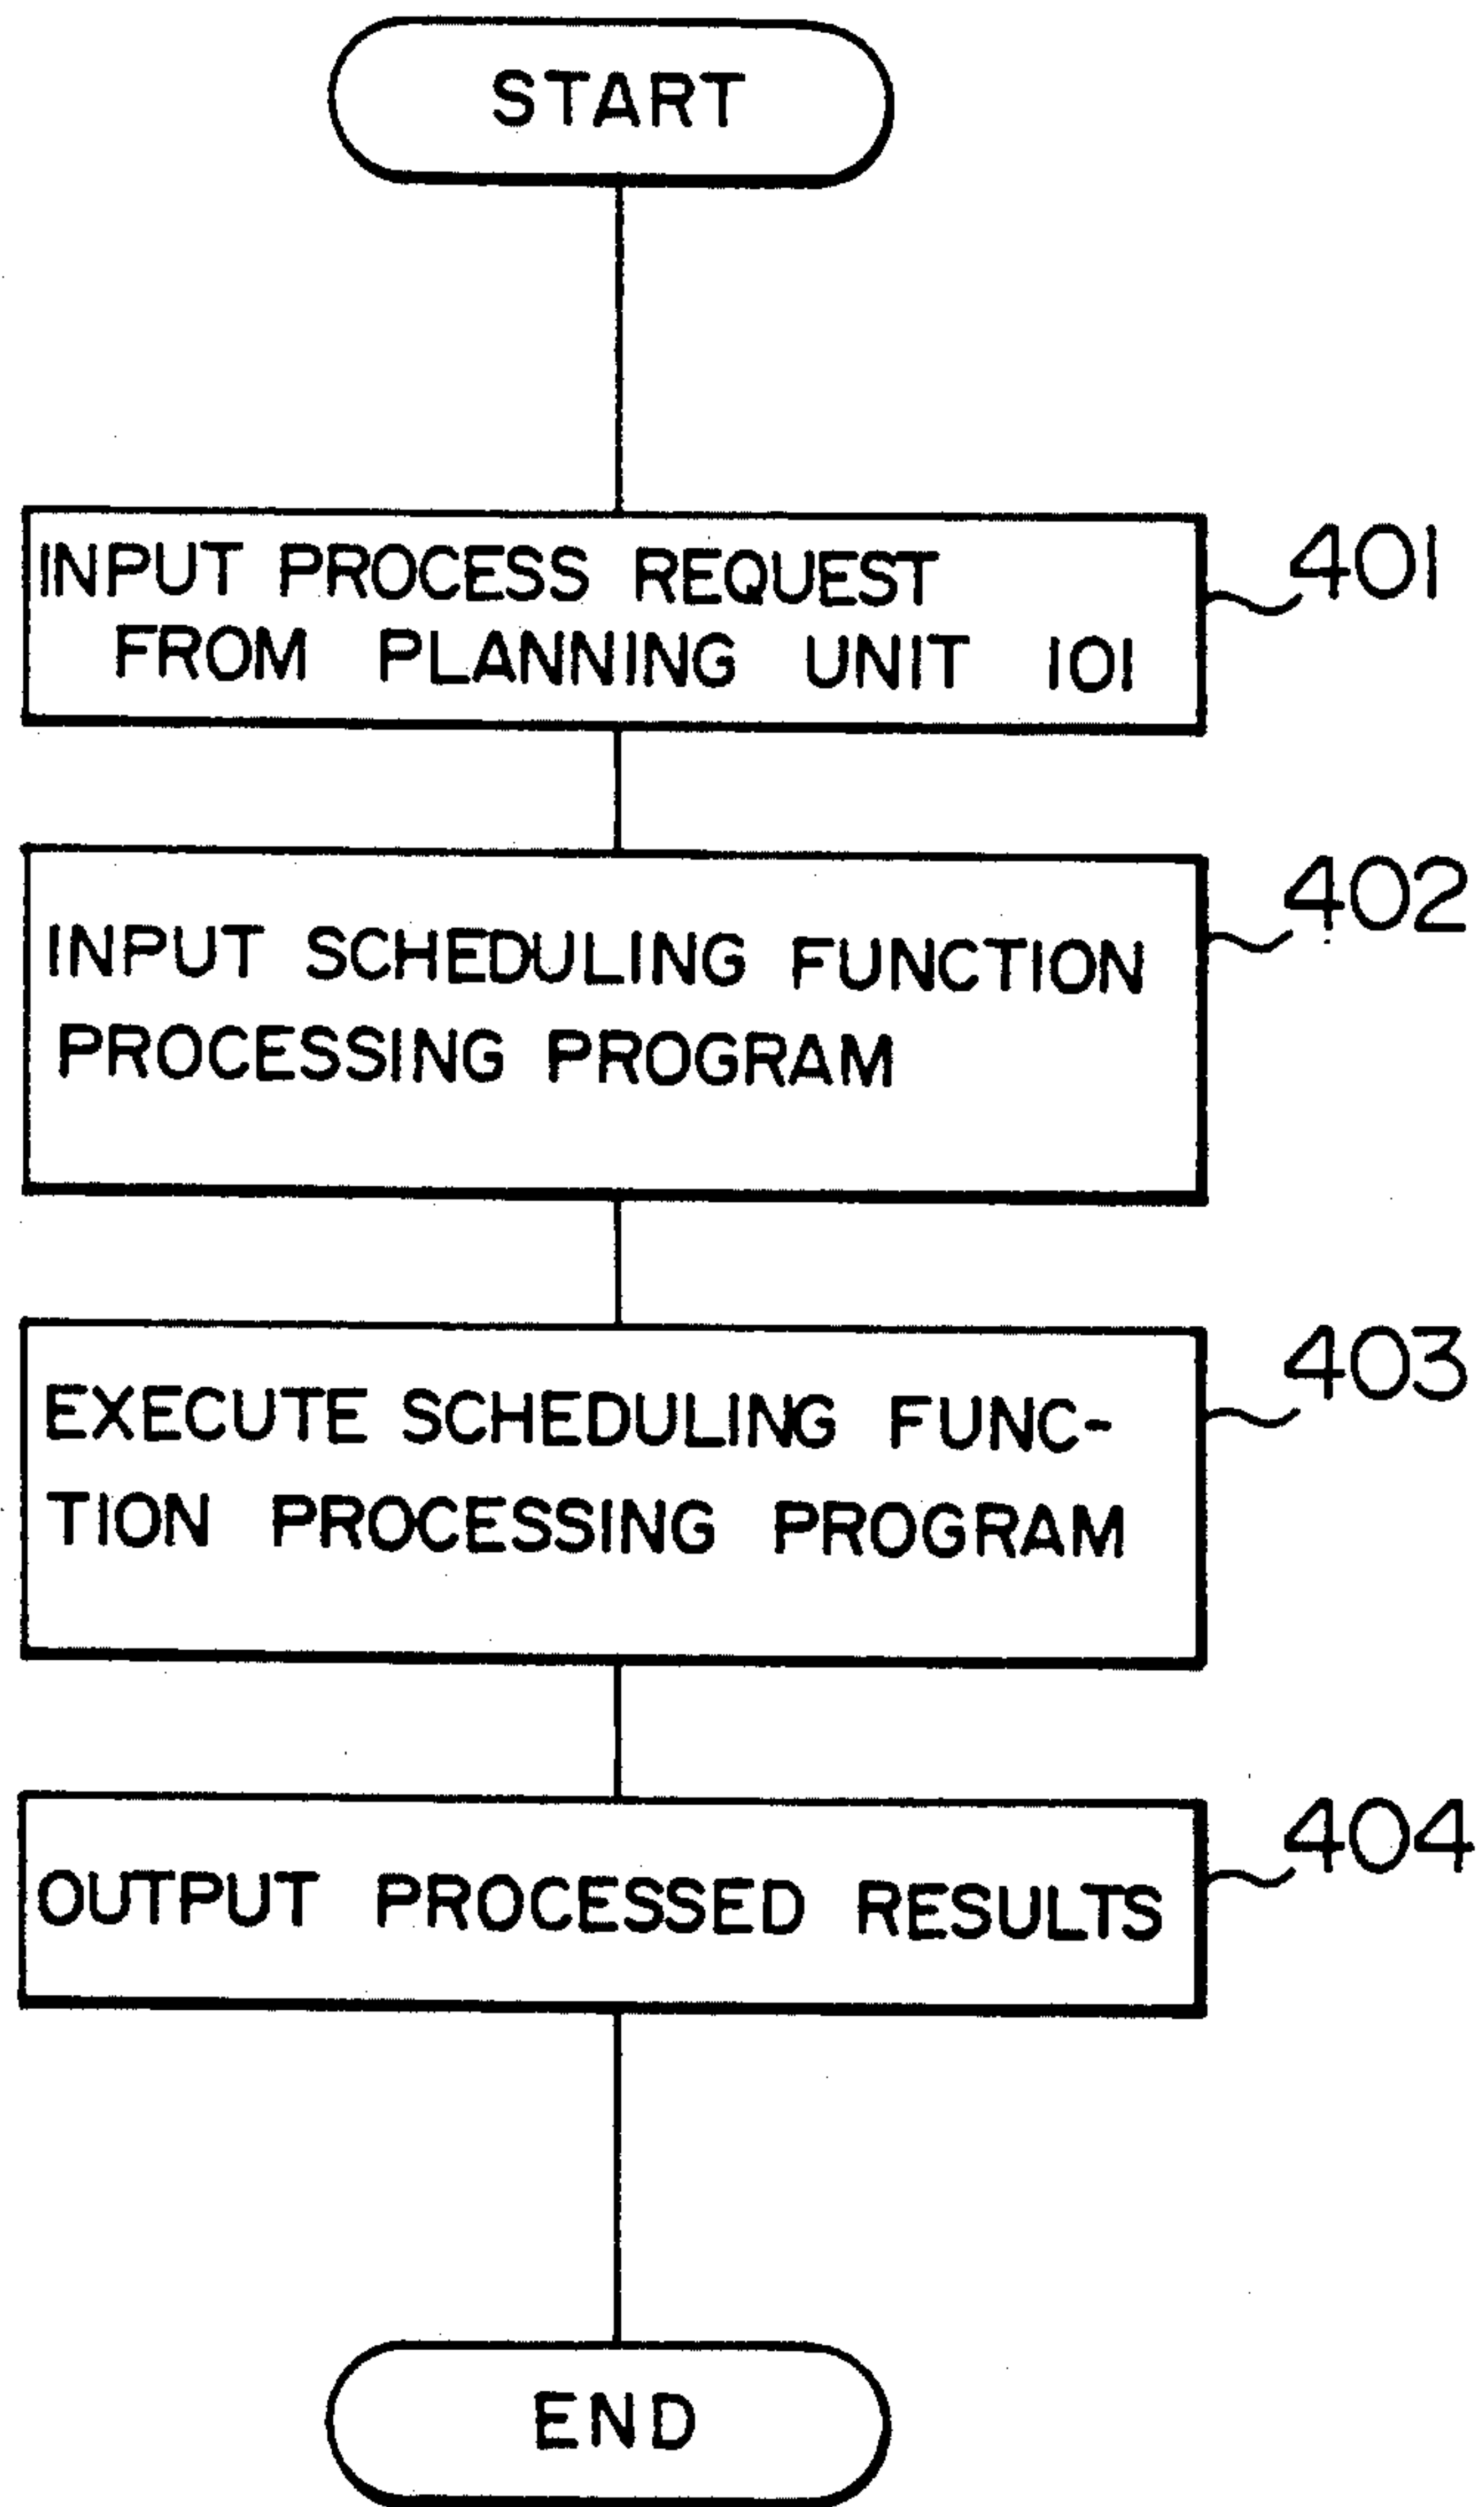 START
INPUT PROCESS REQUEST
FROM PLANNING UNIT 101
401
INPUT SCHEDULING FUNCTION
PROCESSING PROGRAM
402
EXECUTE SCHEDULING FUNC-
TION PROCESSING PROGRAM
403
OUTPUT PROCESSED RESULTS
404
END